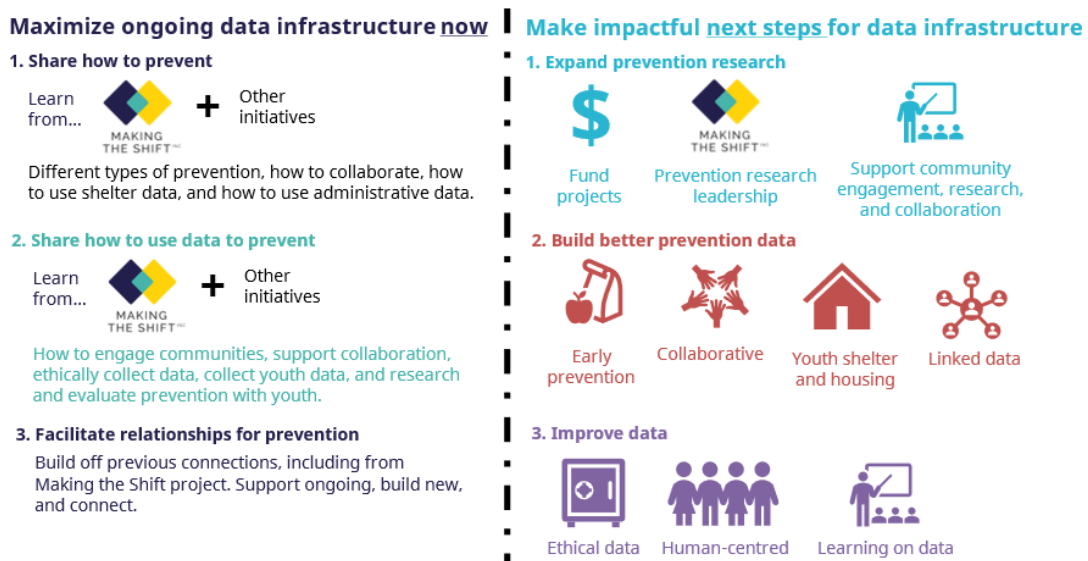 Maximize ongoing data infrastructure now
1. Share how to prevent
Learn
from...
MAKING
THE SHIFT INC
+
Other
initiatives
Different types of prevention, how to collaborate, how
to use shelter data, and how to use administrative data.
2. Share how to use data to prevent
Learn
from...
MAKING
THE SHIFT INC
+
Other
initiatives
How to engage communities, support collaboration,
ethically collect data, collect youth data, and research
and evaluate prevention with youth.
3. Facilitate relationships for prevention
Build off previous connections, including from
Making the Shift project. Support ongoing, build new,
and connect.
Make impactful next steps for data infrastructure
1. Expand prevention research
$
Fund
projects
MAKING
THE SHIFT INC
Prevention research
leadership
Support community
engagement, research,
and collaboration
2. Build better prevention data
Early
prevention
Collaborative
Youth shelter
and housing
Linked data
3. Improve data
Ethical data
Human-centred
Learning on data